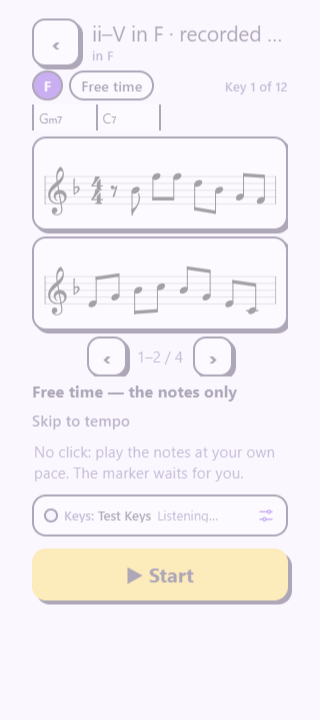 ii–V in F · recorded ...
in F
F Free time Key 1 of 12
Gm7 C7
4
4
1–2 / 4
Free time — the notes only
Skip to tempo
No click: play the notes at your own
pace. The marker waits for you.
Keys: Test Keys Listening...
▶ Start